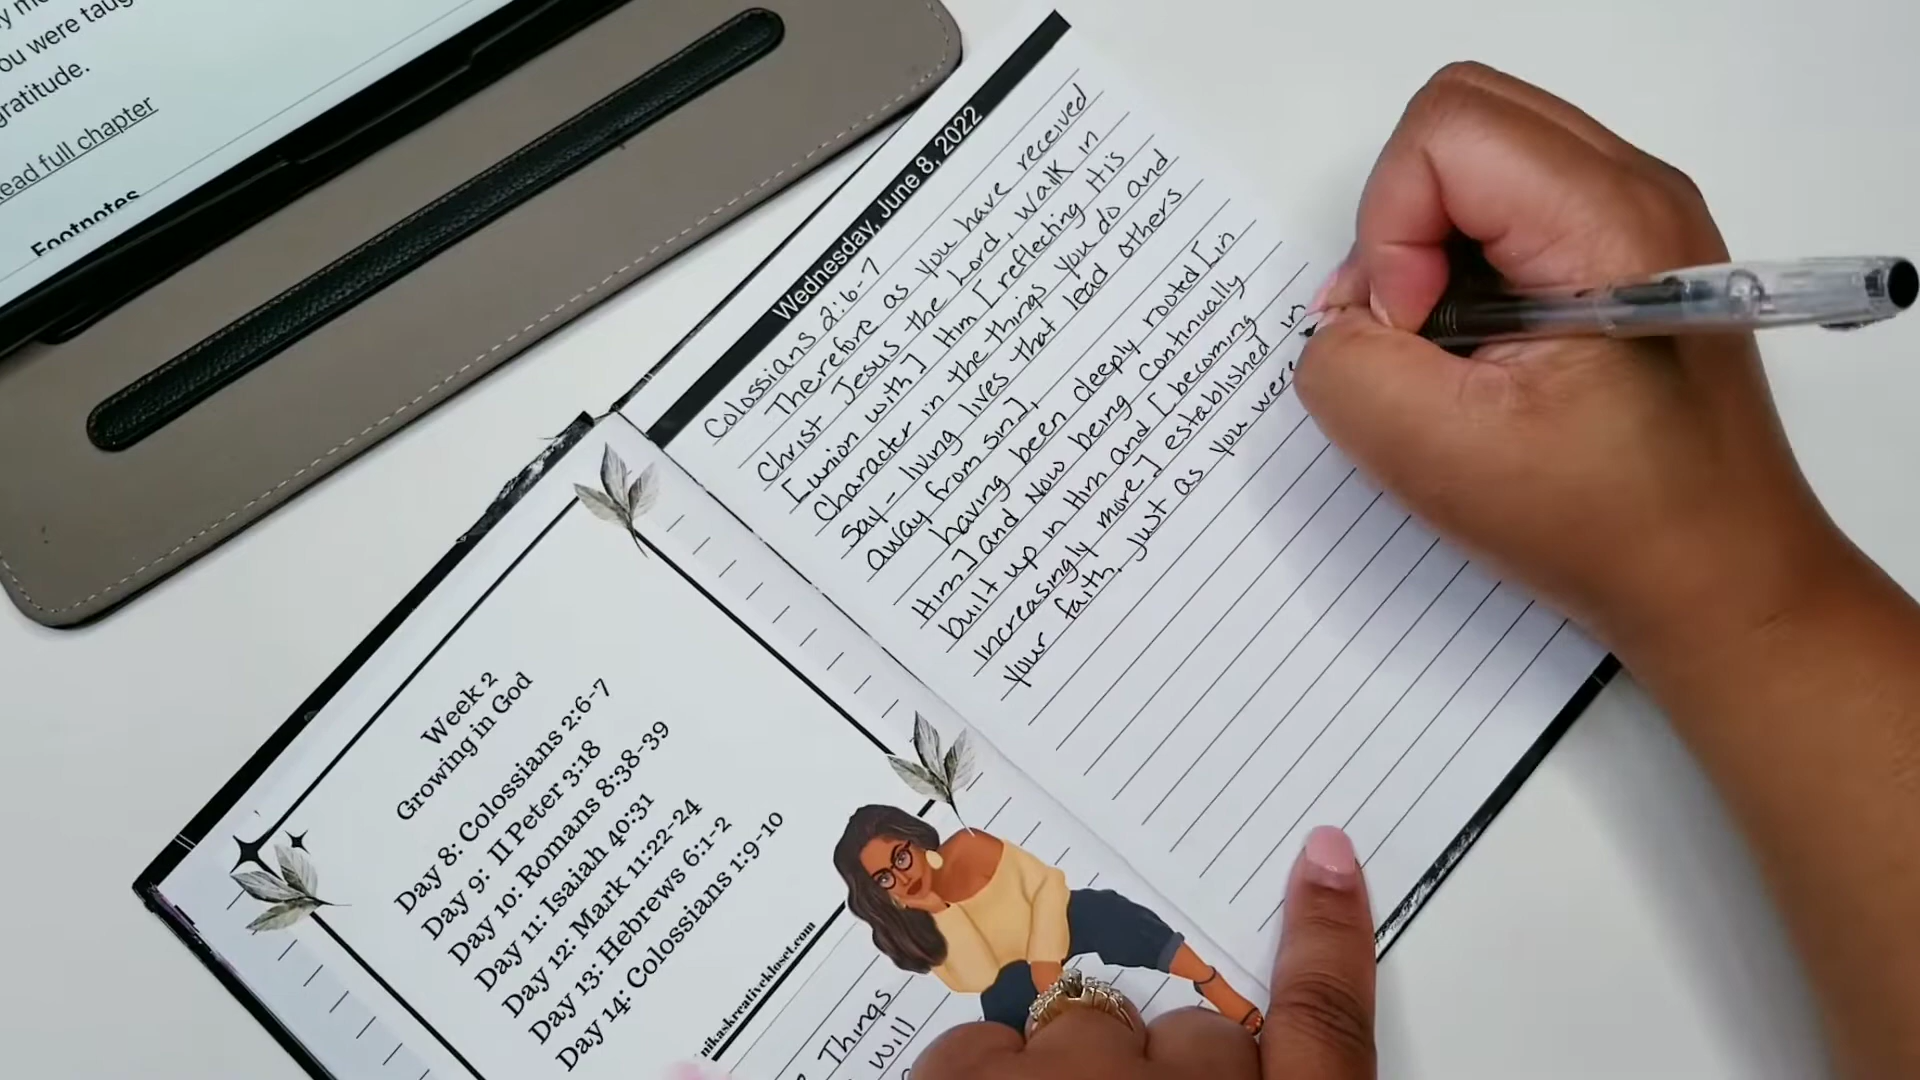 ou were taug
gratitude.
ead full chapter
Footnotes
Wednesday, June 8, 2022
Colossians 2:6-7
Therefore as you have received
Christ Jesus the Lord, walk in
[union with] Him [reflecting His
Character in the things you do and
say - living lives that lead others
away from sin],
having been deeply rooted [in
Him] and now being continually
built up in Him and [becoming
increasingly more] established in
your faith, just as you were
Week 2
Growing in God
Day 8: Colossians 2:6-7
Day 9: II Peter 3:18
Day 10: Romans 8:38-39
Day 11: Isaiah 40:31
Day 12: Mark 11:22-24
Day 13: Hebrews 6:1-2
Day 14: Colossians 1:9-10
nikaskreativekloset.com
Things
will